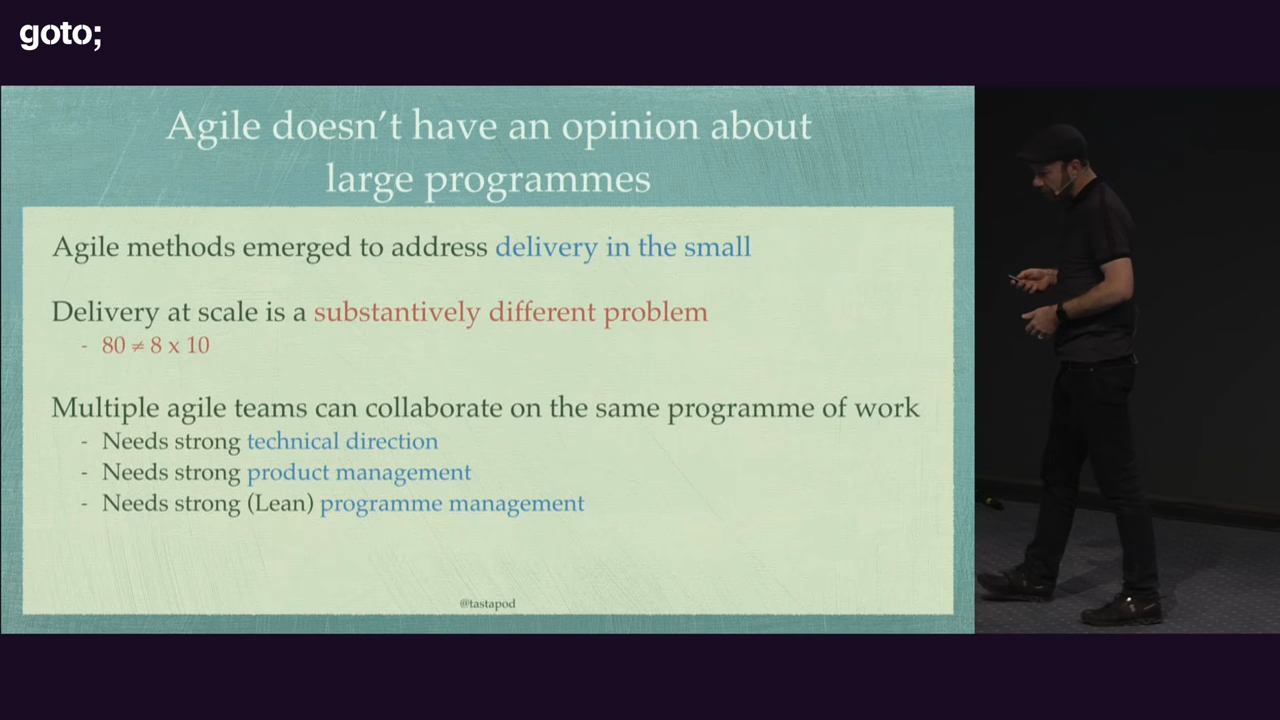 goto;
Agile doesn't have an opinion about
large programmes
Agile methods emerged to address delivery in the small
Delivery at scale is a substantively different problem
- 80 ≠ 8 x 10
Multiple agile teams can collaborate on the same programme of work
- Needs strong technical direction
- Needs strong product management
- Needs strong (Lean) programme management
@tastapod